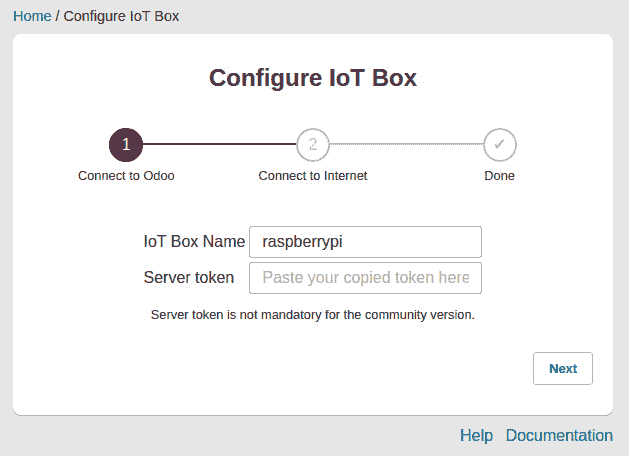 Home / Configure IoT Box
Configure IoT Box
1
2
✔
Connect to Odoo
Connect to Internet
Done
IoT Box Name raspberrypi
Server token Paste your copied token here
Server token is not mandatory for the community version.
Next
Help Documentation